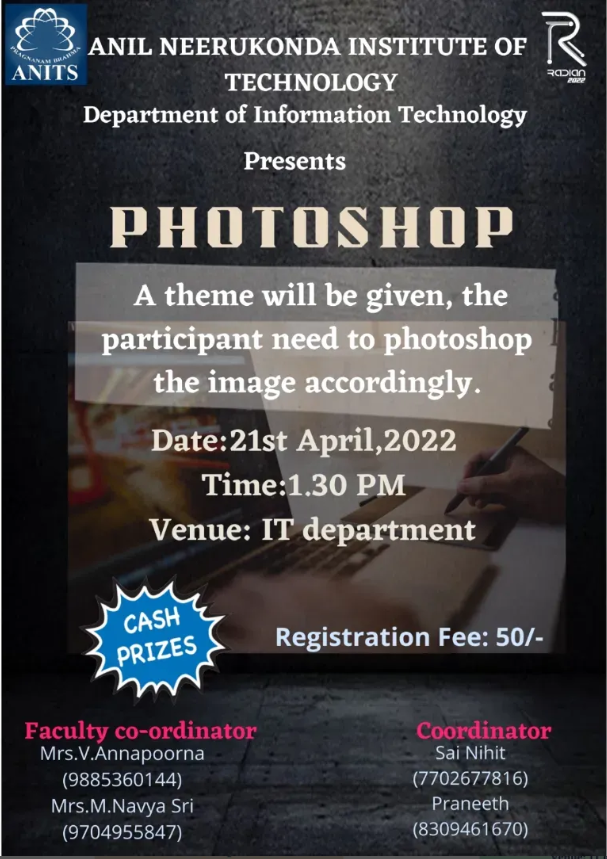 PRAGNANAM BRAHMA
ANITS
ANIL NEERUKONDA INSTITUTE OF
TECHNOLOGY
Department of Information Technology
RADIAN
2022
Presents
PHOTOSHOP
A theme will be given, the
participant need to photoshop
the image accordingly.
Date:21st April,2022
Time:1.30 PM
Venue: IT department
CASH
PRIZES
Registration Fee: 50/-
Faculty co-ordinator
Mrs.V.Annapoorna
(9885360144)
Mrs.M.Navya Sri
(9704955847)
Coordinator
Sai Nihit
(7702677816)
Praneeth
(8309461670)